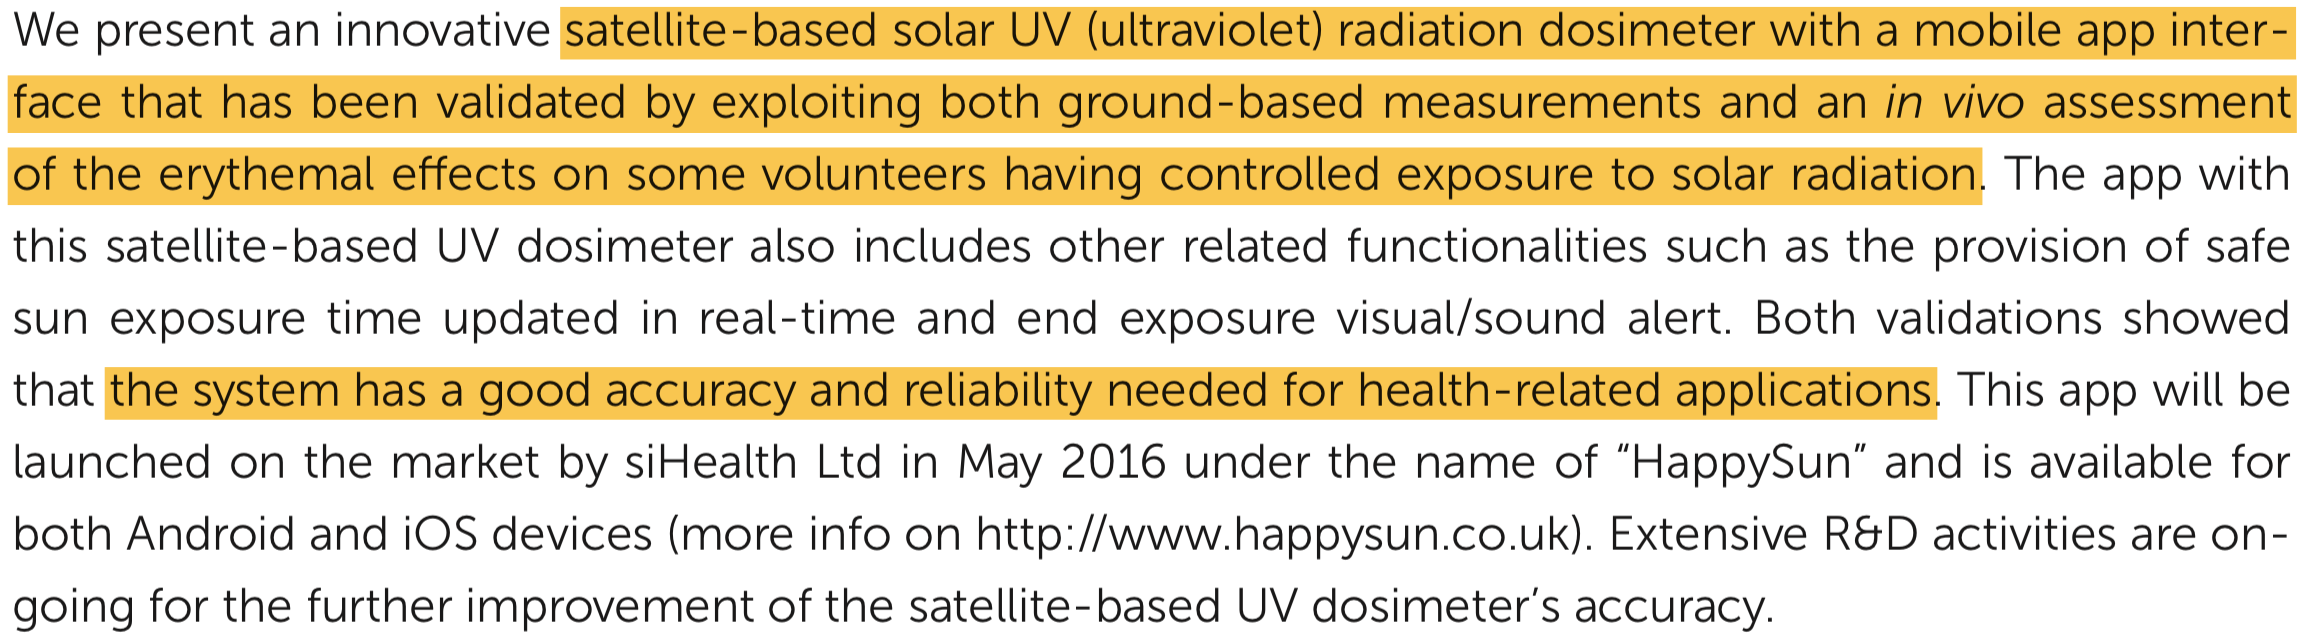 We present an innovative satellite-based solar UV (ultraviolet) radiation dosimeter with a mobile app inter-
face that has been validated by exploiting both ground-based measurements and an in vivo assessment
of the erythemal effects on some volunteers having controlled exposure to solar radiation. The app with
this satellite-based UV dosimeter also includes other related functionalities such as the provision of safe
sun exposure time updated in real-time and end exposure visual/sound alert. Both validations showed
that the system has a good accuracy and reliability needed for health-related applications. This app will be
launched on the market by siHealth Ltd in May 2016 under the name of “HappySun” and is available for
both Android and iOS devices (more info on http://www.happysun.co.uk). Extensive R&D activities are on-
going for the further improvement of the satellite-based UV dosimeter’s accuracy.